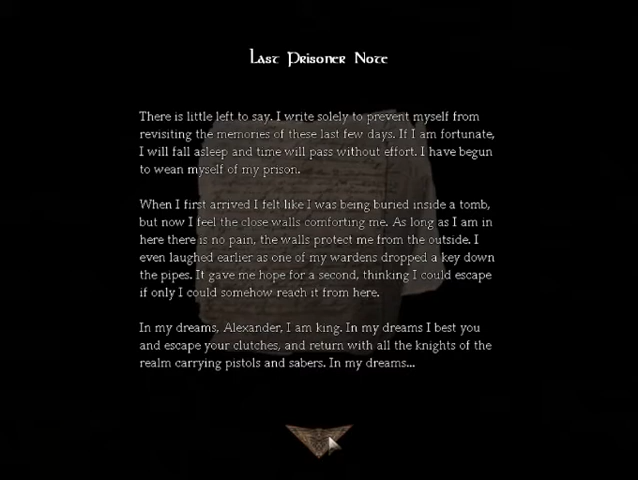 Last Prisoner Note
There is little left to say. I write solely to prevent myself from
revisiting the memories of these last few days. If I am fortunate,
I will fall asleep and time will pass without effort. I have begun
to wean myself of my prison.
When I first arrived I felt like I was being buried inside a tomb,
but now I feel the close walls comforting me. As long as I am in
here there is no pain, the walls protect me from the outside. I
even laughed earlier as one of my wardens dropped a key down
the pipes. It gave me hope for a second, thinking I could escape
if only I could somehow reach it from here.
In my dreams, Alexander, I am king. In my dreams I best you
and escape your clutches, and return with all the knights of the
realm carrying pistols and sabers. In my dreams...